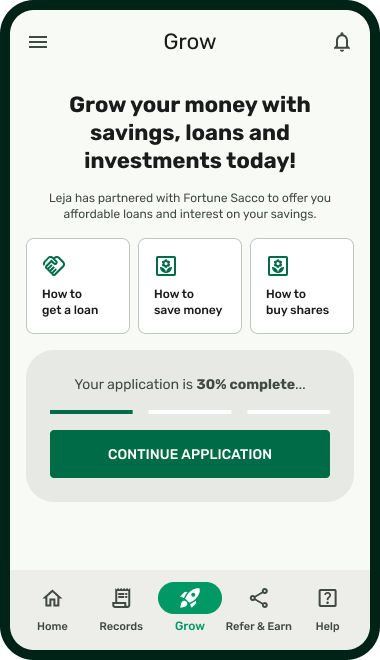 Grow
Grow your money with
savings, loans and
investments today!
Leja has partnered with Fortune Sacco to offer you
affordable loans and interest on your savings.
How to
get a loan
How to
save money
How to
buy shares
Your application is 30% complete...
CONTINUE APPLICATION
Home
Records
Grow
Refer & Earn
Help